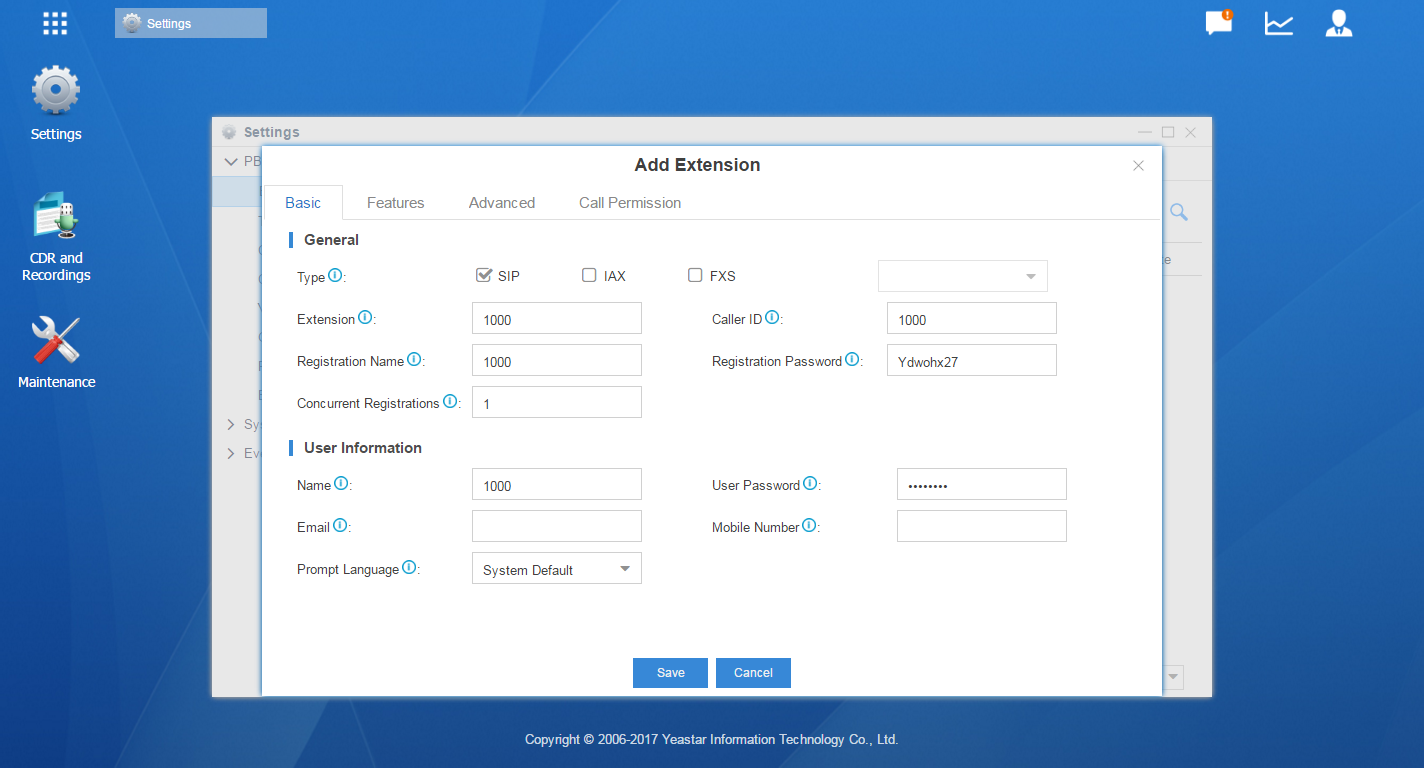 Settings
Settings
CDR and
Recordings
Maintenance
Settings
PB
Sys
Eve
te
Add Extension
Basic Features Advanced Call Permission
General
Type: SIP IAX FXS
Extension: 1000 Caller ID: 1000
Registration Name: 1000 Registration Password: Ydwohx27
Concurrent Registrations: 1
User Information
Name: 1000 User Password: ••••••••
Email: Mobile Number:
Prompt Language: System Default
Save Cancel
Copyright © 2006-2017 Yeastar Information Technology Co., Ltd.